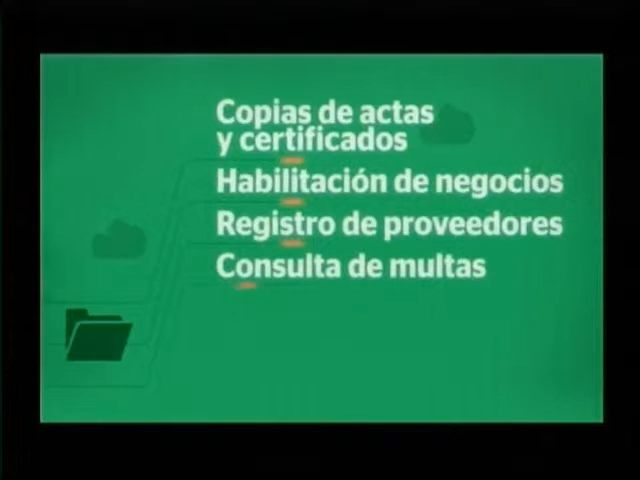 Copias de actas
y certificados
Habilitación de negocios
Registro de proveedores
Consulta de multas